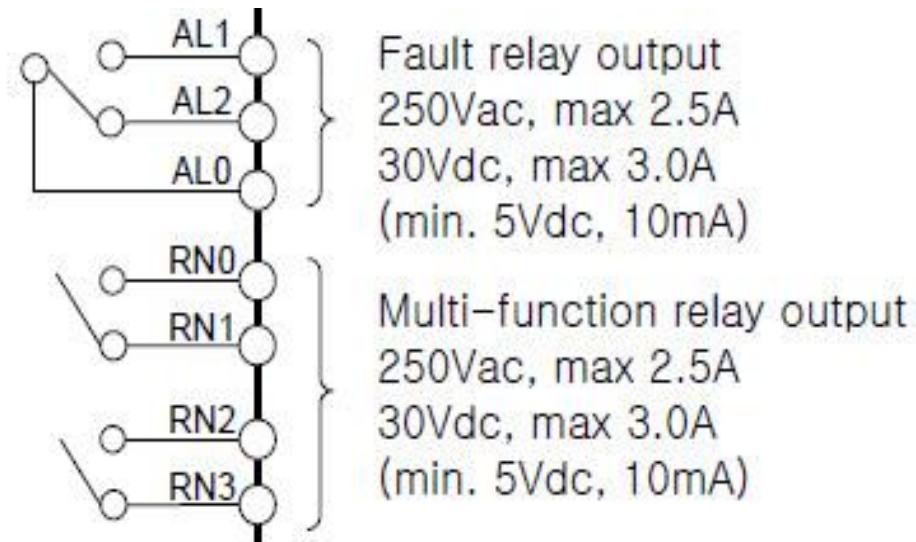 AL1
AL2
AL0
Fault relay output
250Vac, max 2.5A
30Vdc, max 3.0A
(min. 5Vdc, 10mA)
RN0
RN1
RN2
RN3
Multi-function relay output
250Vac, max 2.5A
30Vdc, max 3.0A
(min. 5Vdc, 10mA)